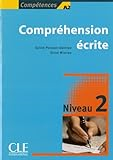 Compétences A2
Compréhension
écrite
Sylvie Poisson-Quinton
Reine Mimran
Niveau 2
CLE